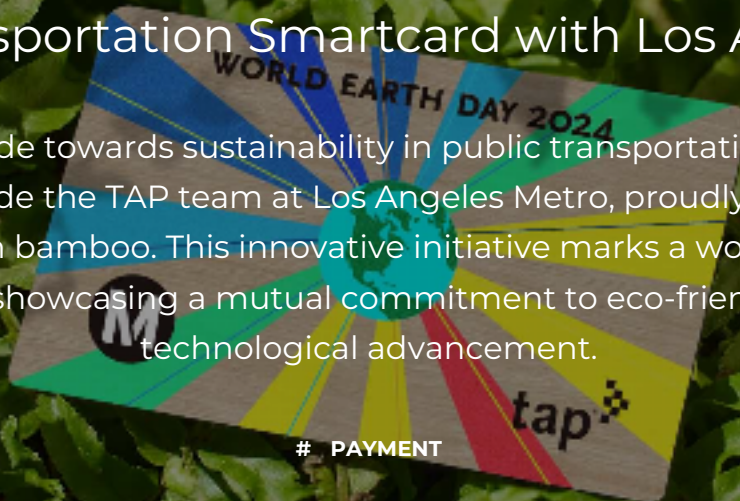 sportation Smartcard with Los A
WORLD EARTH DAY 2024
de towards sustainability in public transportati
de the TAP team at Los Angeles Metro, proudly
bamboo. This innovative initiative marks a wo
showcasing a mutual commitment to eco-frien
M
technological advancement.
tap
# PAYMENT